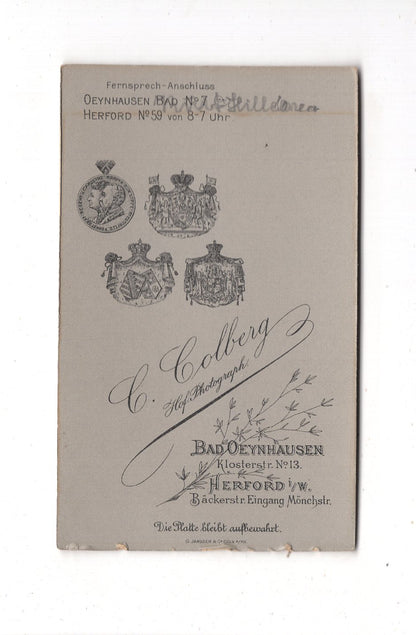 Fernsprech-Anschluss
OEYNHAUSEN BAD No 7
HERFORD No 59 von 8-7 Uhr
C. Colberg
Hof. Photograph.
BAD OEYNHAUSEN
Klosterstr. No 13.
HERFORD i/W.
Bäckerstr. Eingang Mönchstr.
Die Platte bleibt aufbewahrt.